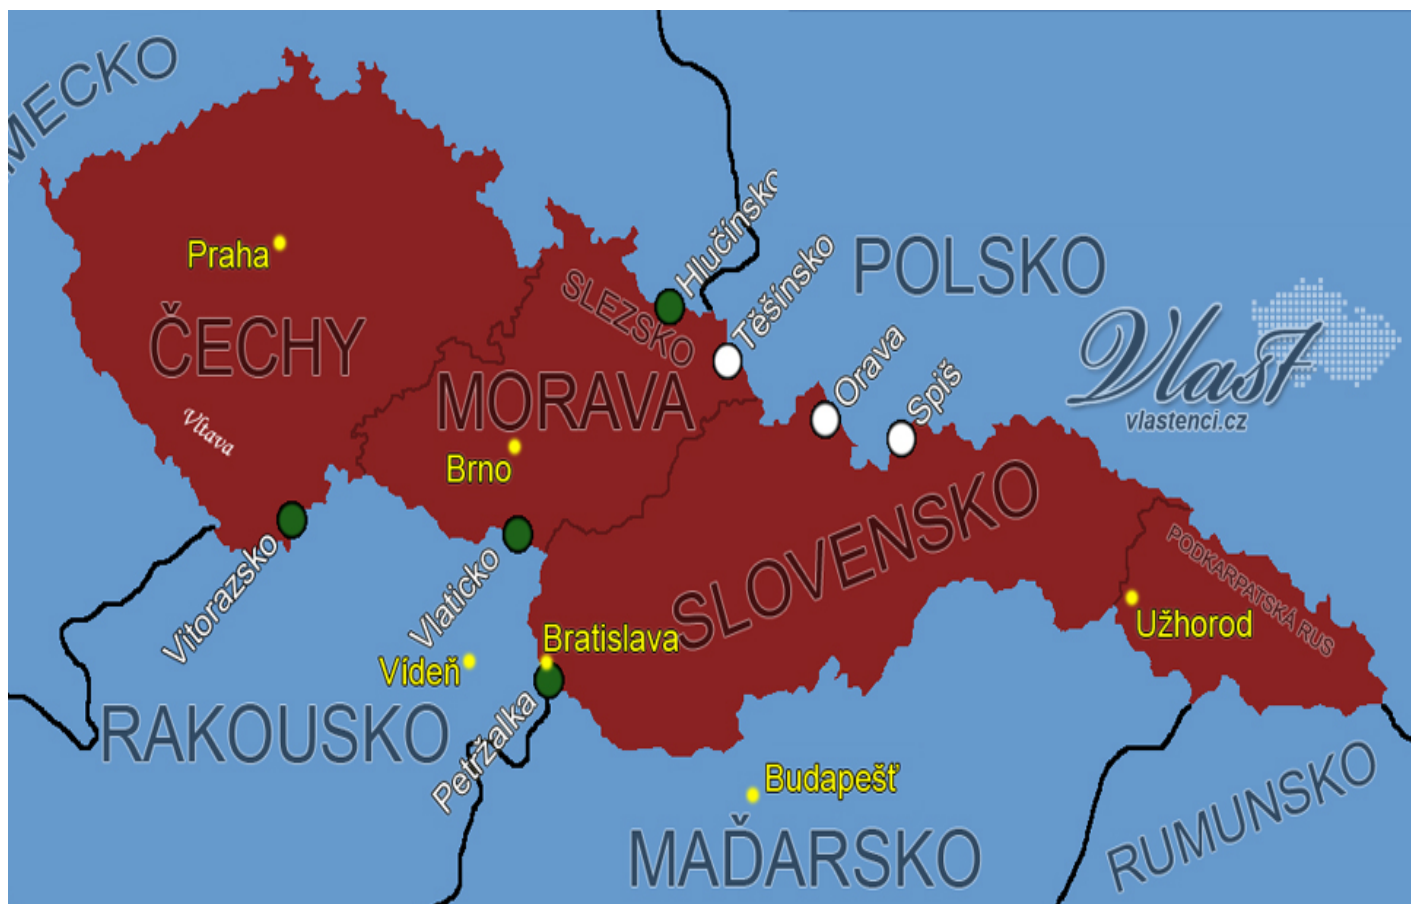 MECKO
Praha
ČECHY
Vltava
SLEZSKO
MORAVA
Brno
Hlučínsko
Těšínsko
Orava
Spiš
POLSKO
Vlast
vlastenci.cz
SLOVENSKO
PODKARPATSKÁ RUS
Užhorod
Vitorazsko
Vlaticko
Vídeň
Bratislava
Petržalka
RAKOUSKO
Budapešť
MAĎARSKO
RUMUNSKO